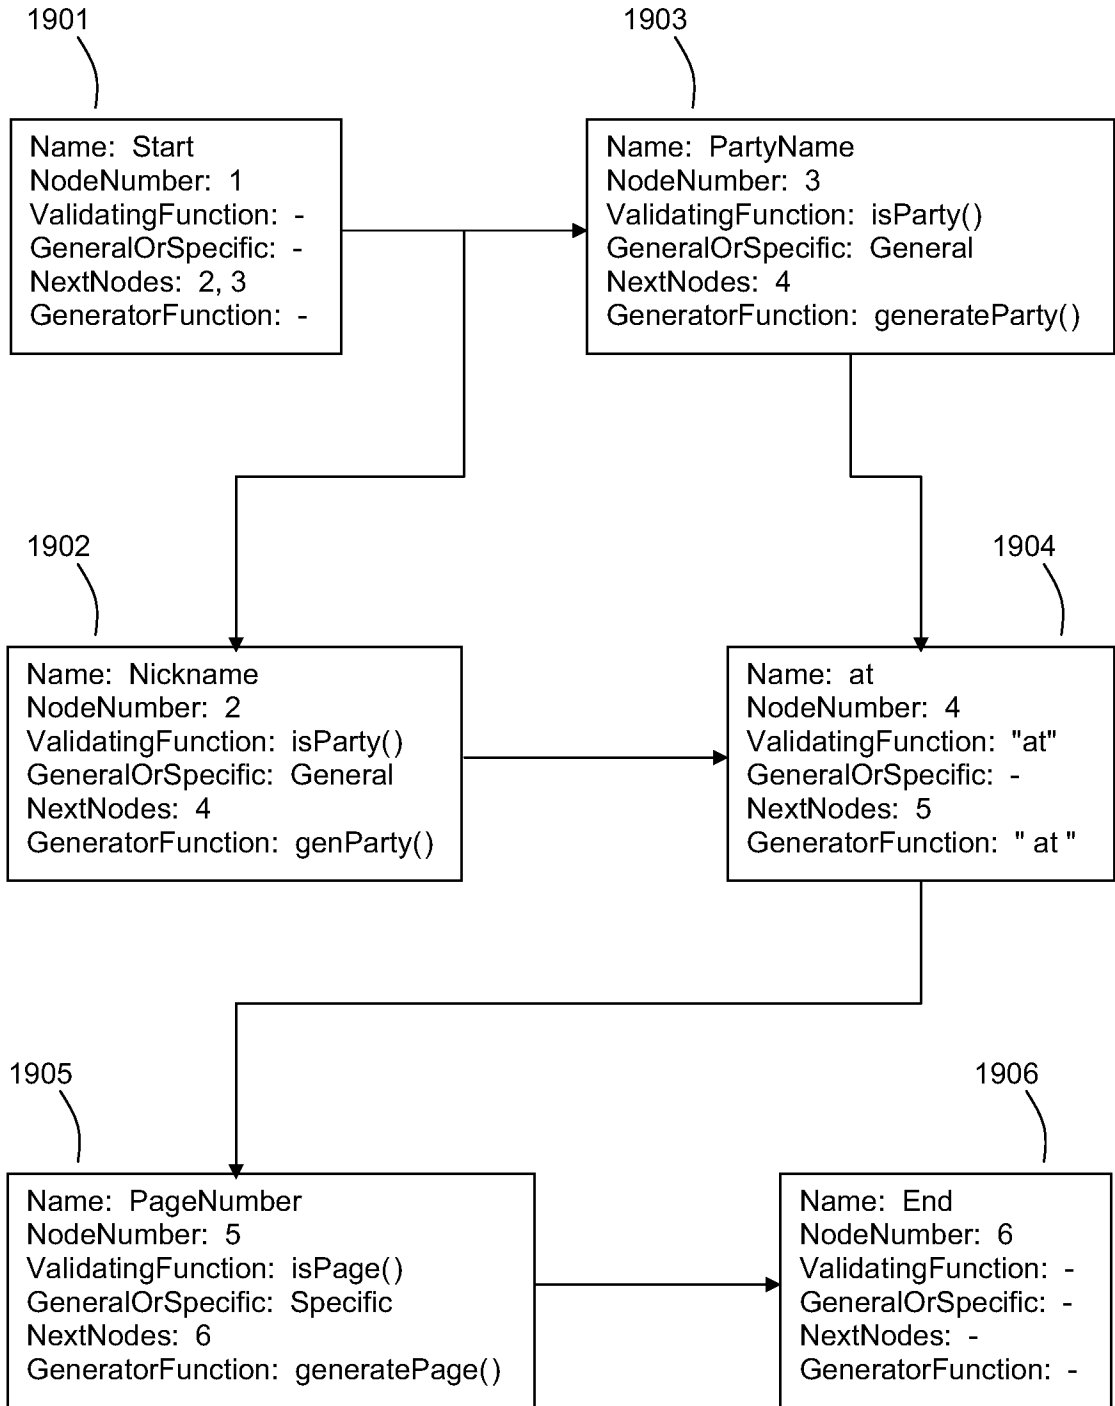 1901
Name: Start
NodeNumber: 1
ValidatingFunction: -
GeneralOrSpecific: -
NextNodes: 2, 3
GeneratorFunction: -
1903
Name: PartyName
NodeNumber: 3
ValidatingFunction: isParty()
GeneralOrSpecific: General
NextNodes: 4
GeneratorFunction: generateParty()
1902
Name: Nickname
NodeNumber: 2
ValidatingFunction: isParty()
GeneralOrSpecific: General
NextNodes: 4
GeneratorFunction: genParty()
1904
Name: at
NodeNumber: 4
ValidatingFunction: "at"
GeneralOrSpecific: -
NextNodes: 5
GeneratorFunction: " at "
1905
Name: PageNumber
NodeNumber: 5
ValidatingFunction: isPage()
GeneralOrSpecific: Specific
NextNodes: 6
GeneratorFunction: generatePage()
1906
Name: End
NodeNumber: 6
ValidatingFunction: -
GeneralOrSpecific: -
NextNodes: -
GeneratorFunction: -